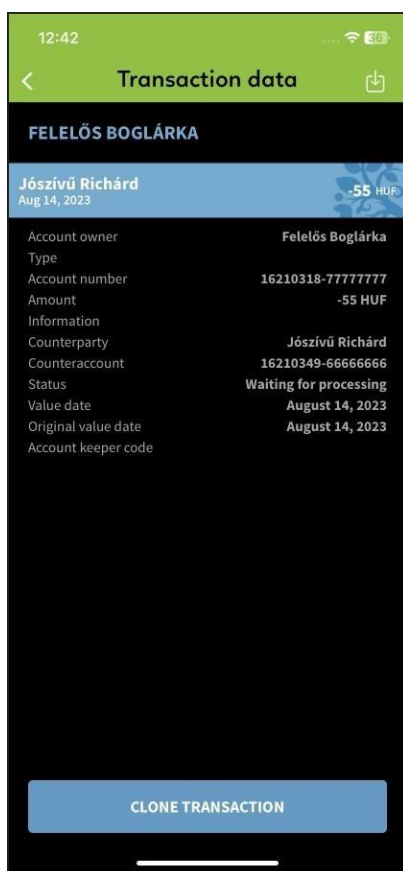 12:42
36
Transaction data
FELELŐS BOGLÁRKA
Jószívű Richárd
-55 HUF
Aug 14, 2023
Account owner Felelős Boglárka
Type
Account number 16210318-77777777
Amount -55 HUF
Information
Counterparty Jószívű Richárd
Counteraccount 16210349-66666666
Status Waiting for processing
Value date August 14, 2023
Original value date August 14, 2023
Account keeper code
CLONE TRANSACTION